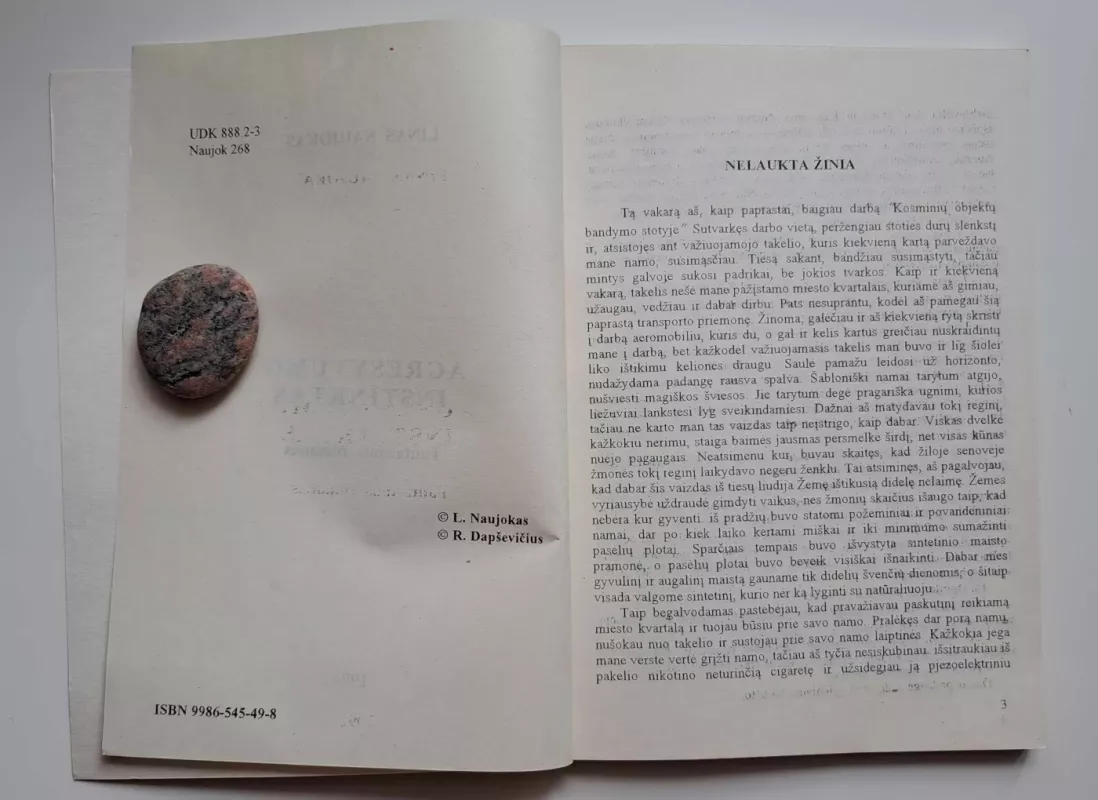 UDK 888.2-3
Naujok 268
© L. Naujokas
© R. Dapševičius
ISBN 9986-545-49-8
NELAUKTA ŽINIA
Tą vakarą aš, kaip paprastai, baigiau darbą "Kosminių objektų
bandymo stotyje" Sutvarkęs darbo vietą, peržengiau stoties durų slenkstį
ir, atsistojęs ant važiuojamojo takelio, kuris kiekvieną kartą parveždavo
mane namo, susimąsčiau. Tiesą sakant, bandžiau susimąstyti, tačiau
mintys galvoje sukosi padrikai, be jokios tvarkos. Kaip ir kiekvieną
vakarą, takelis nešė mane pažįstamo miesto kvartalais, kuriame aš gimiau,
užaugau, vedžiau ir dabar dirbu. Pats nesuprantu, kodėl aš pamėgau šią
paprastą transporto priemonę. Žinoma, galėčiau ir aš kiekvieną rytą skristi
į darbą aeromobiliu, kuris du, o gal ir kelis kartus greičiau nuskraidintų
mane į darbą, bet kažkodėl važiuojamasis takelis man buvo ir lig šiolei
liko ištikimu kelionės draugu Saulė pamažu leidosi už horizonto,
nudažydama padangę rausva spalva. Šabloniški namai tarytum atgijo,
nušviesti magiškos šviesos. Jie tarytum degė pragariška ugnimi, kurios
liežuviai lankstėsi lyg sveikindamiesi. Dažnai aš matydavau tokį reginį,
tačiau ne karto man tas vaizdas taip neįstrigo, kaip dabar. Viskas dvelkė
kažkokiu nerimu, staiga baimės jausmas persmelkė širdį, net visas kūnas
nuėjo pagaugais. Neatsimenu kur, buvau skaitęs, kad žiloje senovėje
žmonės tokį reginį laikydavo negeru ženklu. Tai atsiminęs, aš pagalvojau,
kad dabar šis vaizdas iš tiesų liudija Žemę ištikusią didelę nelaimę. Žemės
vyriausybė uždraudė gimdyti vaikus, nes žmonių skaičius išaugo taip, kad
nebėra kur gyventi. iš pradžių buvo statomi požeminiai ir povandeniniai
namai, dar po kiek laiko kertami miškai ir iki minimumo sumažinti
pasėlių plotai. Sparčiais tempais buvo išvystyta sintetinio maisto
pramonė, o pasėlių plotai buvo beveik visiškai išnaikinti. Dabar mes
gyvulinį ir augalinį maistą gauname tik didelių švenčių dienomis, o šitaip
visada valgome sintetinį, kurio nėr ką lyginti su natūraliuoju.
Taip begalvodamas pastebėjau, kad pravažiavau paskutinį reikiamą
miesto kvartalą ir tuojau būsiu prie savo namo. Pralėkęs dar porą namų,
nušokau nuo takelio ir sustojau prie savo namo laiptinės Kažkokia jėga
mane verste vertė grįžti namo, tačiau aš tyčia nesiskubinau. išsitraukiau iš
pakelio nikotino neturinčią cigaretę ir užsidegiau ją pjezoelektriniu
3